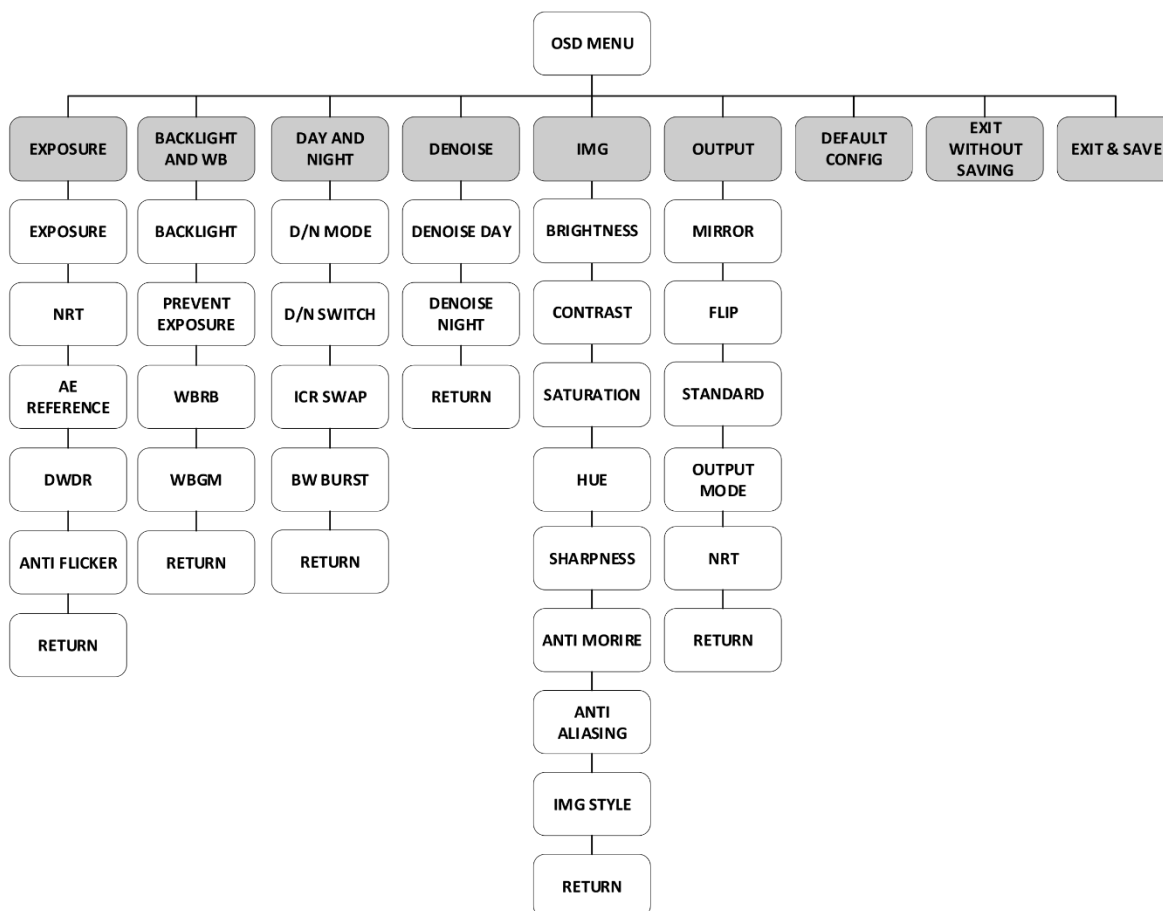 OSD MENU
EXPOSURE
BACKLIGHT
AND WB
DAY AND
NIGHT
DENOISE
IMG
OUTPUT
DEFAULT
CONFIG
EXIT
WITHOUT
SAVING
EXIT & SAVE
EXPOSURE
NRT
AE
REFERENCE
DWDR
ANTI FLICKER
RETURN
BACKLIGHT
PREVENT
EXPOSURE
WBRB
WBGM
RETURN
D/N MODE
D/N SWITCH
ICR SWAP
BW BURST
RETURN
DENOISE DAY
DENOISE
NIGHT
RETURN
BRIGHTNESS
CONTRAST
SATURATION
HUE
SHARPNESS
ANTI MORIRE
ANTI
ALIASING
IMG STYLE
RETURN
MIRROR
FLIP
STANDARD
OUTPUT
MODE
NRT
RETURN